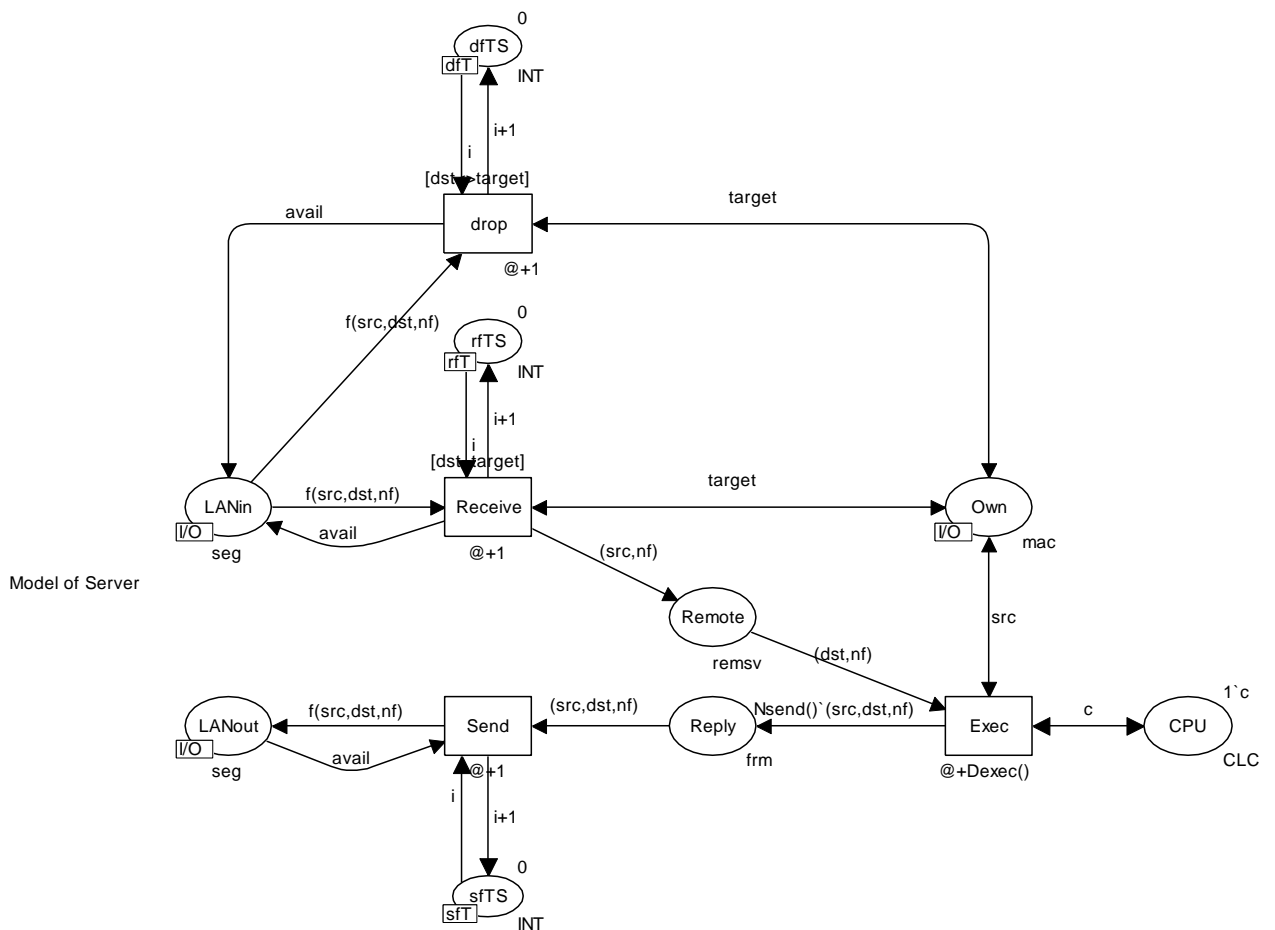 0
dfTS
dfT
INT
i+1
i
[dst<>target]
avail
drop
target
@+1
0
f(src,dst,nf)
rfTS
rfT
INT
i+1
i
[dst=target]
target
LANin
f(src,dst,nf)
Receive
Own
I/O
avail
I/O
seg
@+1
mac
(src,nf)
Model of Server
Remote
src
(dst,nf)
remsv
1`c
f(src,dst,nf)
(src,dst,nf)
Nsend()`(src,dst,nf)
c
LANout
Send
Reply
Exec
CPU
I/O
avail
seg
@+1
frm
@+Dexec()
CLC
i
i+1
0
sfTS
sfT
INT